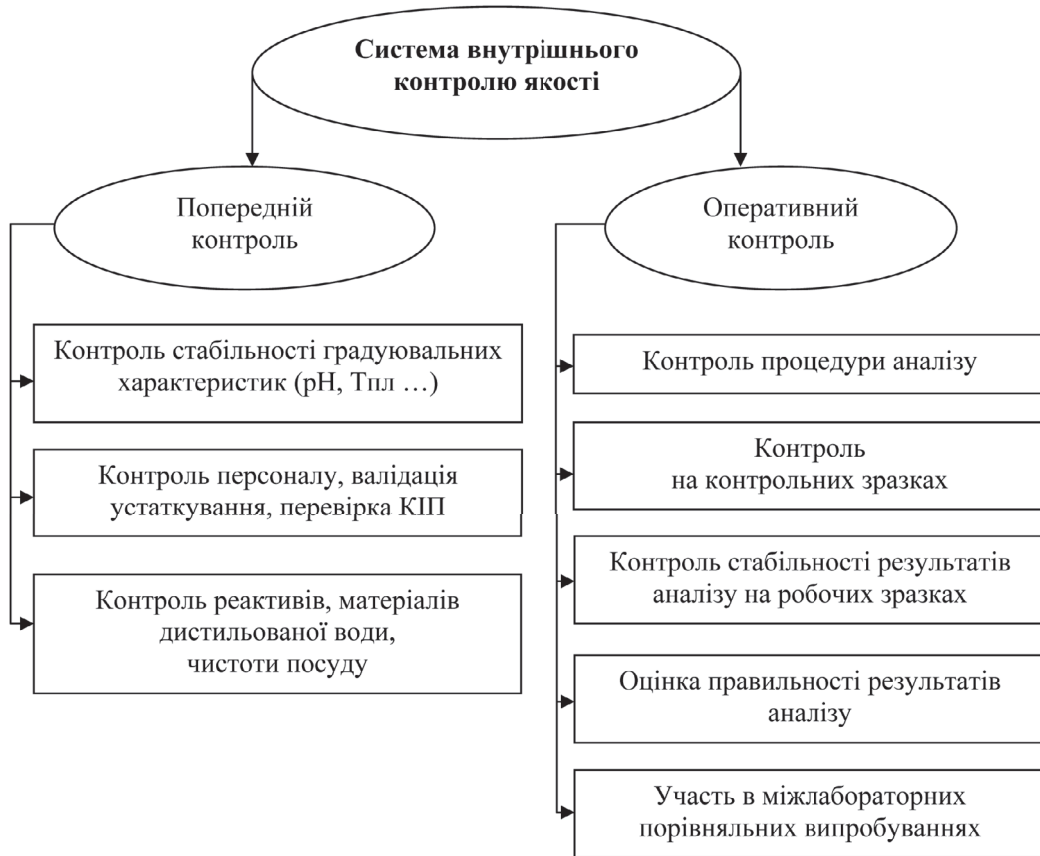 Система внутрішнього
контролю якості
Попередній
контроль
Контроль стабільності градуювальних
характеристик (рН, Тпл …)
Контроль персоналу, валідація
устаткування, перевірка КІП
Контроль реактивів, матеріалів
дистильованої води,
чистоти посуду
Оперативний
контроль
Контроль процедури аналізу
Контроль
на контрольних зразках
Контроль стабільності результатів
аналізу на робочих зразках
Оцінка правильності результатів
аналізу
Участь в міжлабораторних
порівняльних випробуваннях